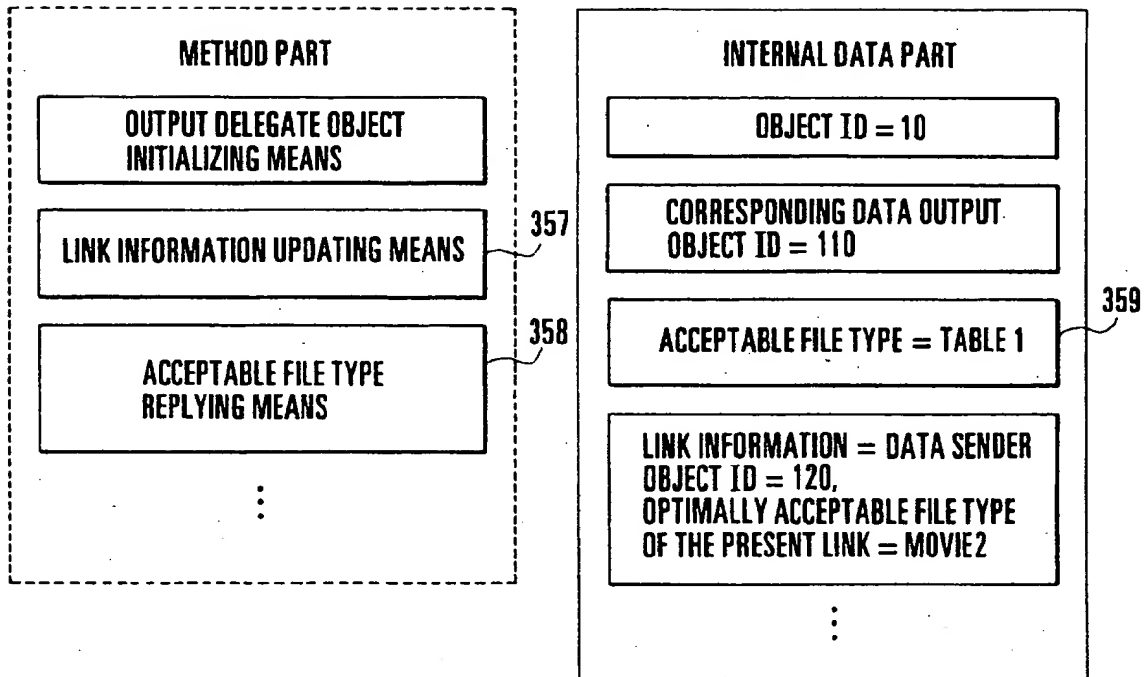 METHOD PART
OUTPUT DELEGATE OBJECT
INITIALIZING MEANS
LINK INFORMATION UPDATING MEANS
357
ACCEPTABLE FILE TYPE
REPLYING MEANS
358
INTERNAL DATA PART
OBJECT ID = 10
CORRESPONDING DATA OUTPUT
OBJECT ID = 110
ACCEPTABLE FILE TYPE = TABLE 1
359
LINK INFORMATION = DATA SENDER
OBJECT ID = 120,
OPTIMALLY ACCEPTABLE FILE TYPE
OF THE PRESENT LINK = MOVIE2